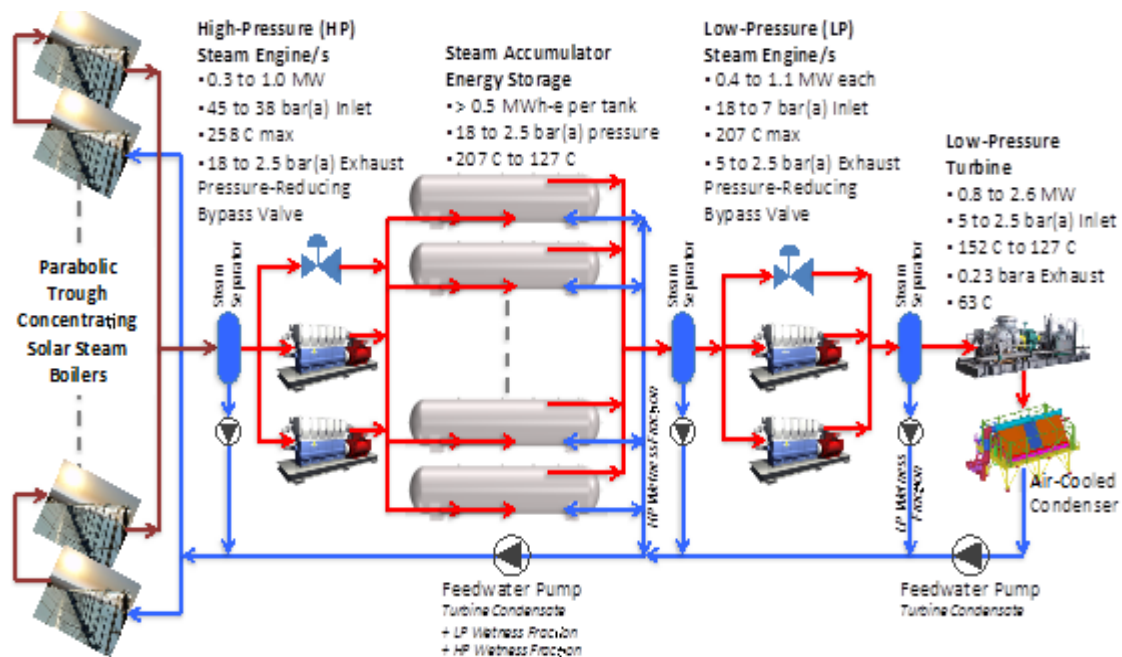 High-Pressure (HP)
Steam Engine/s
▪ 0.3 to 1.0 MW
▪ 45 to 38 bar(a) Inlet
▪ 258 C max
▪ 18 to 2.5 bar(a) Exhaust
Pressure-Reducing
Bypass Valve
Steam Accumulator
Energy Storage
▪ > 0.5 MWh-e per tank
▪ 18 to 2.5 bar(a) pressure
▪ 207 C to 127 C
Low-Pressure (LP)
Steam Engine/s
▪ 0.4 to 1.1 MW each
▪ 18 to 7 bar(a) Inlet
▪ 207 C max
▪ 5 to 2.5 bar(a) Exhaust
Pressure-Reducing
Bypass Valve
Low-Pressure
Turbine
▪ 0.8 to 2.6 MW
▪ 5 to 2.5 bar(a) Inlet
▪ 152 C to 127 C
▪ 0.23 bara Exhaust
▪ 63 C
Parabolic
Trough
Concentrating
Solar Steam
Boilers
Steam
Separator
Steam
Separator
Steam
Separator
HP Wetness Fraction
LP Wetness
Fraction
Air-Cooled
Condenser
Feedwater Pump
Turbine Condensate
+ LP Wetness Fraction
+ HP Wetness Fraction
Feedwater Pump
Turbine Condensate